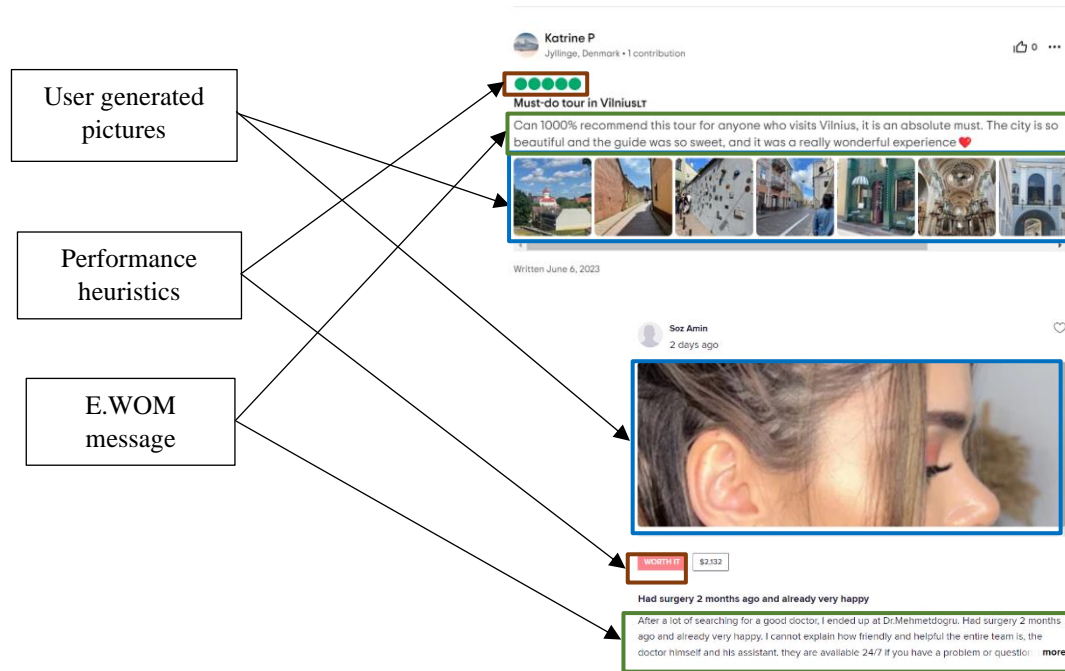 User generated
pictures
Performance
heuristics
E.WOM
message
Katrine P
Jyllinge, Denmark • 1 contribution
0
Must-do tour in VilniusLT
Can 1000% recommend this tour for anyone who visits Vilnius, it is an absolute must. The city is so
beautiful and the guide was so sweet, and it was a really wonderful experience ❤️
Written June 6, 2023
Soz Amin
2 days ago
WORTH IT $2,132
Had surgery 2 months ago and already very happy
After a lot of searching for a good doctor, I ended up at Dr.Mehmetdogru. Had surgery 2 months
ago and already very happy. I cannot explain how friendly and helpful the entire team is, the
doctor himself and his assistant. they are available 24/7 if you have a problem or question more